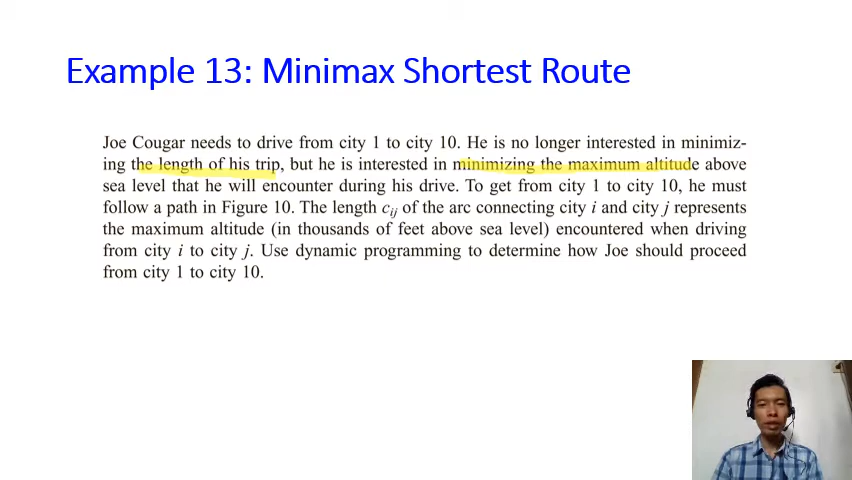 Example 13: Minimax Shortest Route
Joe Cougar needs to drive from city 1 to city 10. He is no longer interested in minimiz-
ing the length of his trip, but he is interested in minimizing the maximum altitude above
sea level that he will encounter during his drive. To get from city 1 to city 10, he must
follow a path in Figure 10. The length cij of the arc connecting city i and city j represents
the maximum altitude (in thousands of feet above sea level) encountered when driving
from city i to city j. Use dynamic programming to determine how Joe should proceed
from city 1 to city 10.